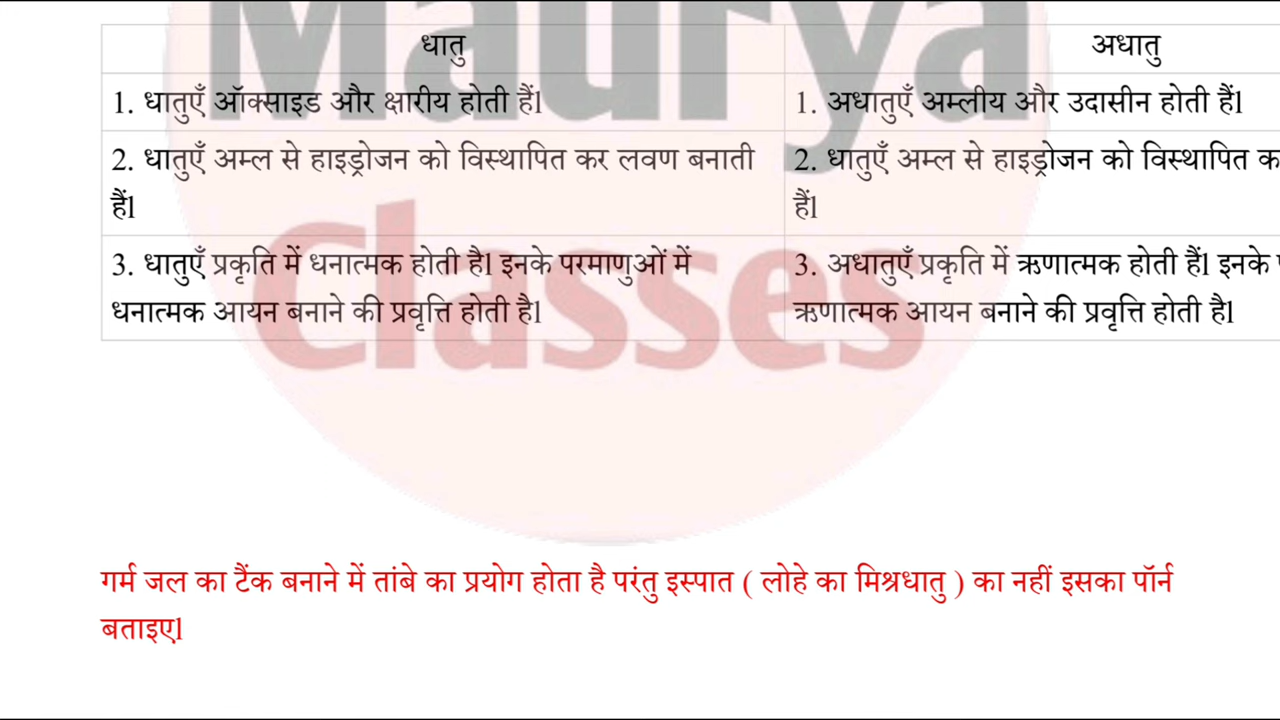 Maurya
Classes
धातु
अधातु
1. धातुएँ ऑक्साइड और क्षारीय होती हैंl
1. अधातुएँ अम्लीय और उदासीन होती हैंl
2. धातुएँ अम्ल से हाइड्रोजन को विस्थापित कर लवण बनाती
हैंl
2. धातुएँ अम्ल से हाइड्रोजन को विस्थापित क
हैंl
3. धातुएँ प्रकृति में धनात्मक होती हैl इनके परमाणुओं में
धनात्मक आयन बनाने की प्रवृत्ति होती हैl
3. अधातुएँ प्रकृति में ऋणात्मक होती हैंl इनके
ऋणात्मक आयन बनाने की प्रवृत्ति होती हैl
गर्म जल का टैंक बनाने में तांबे का प्रयोग होता है परंतु इस्पात ( लोहे का मिश्रधातु ) का नहीं इसका पॉर्न
बताइएl